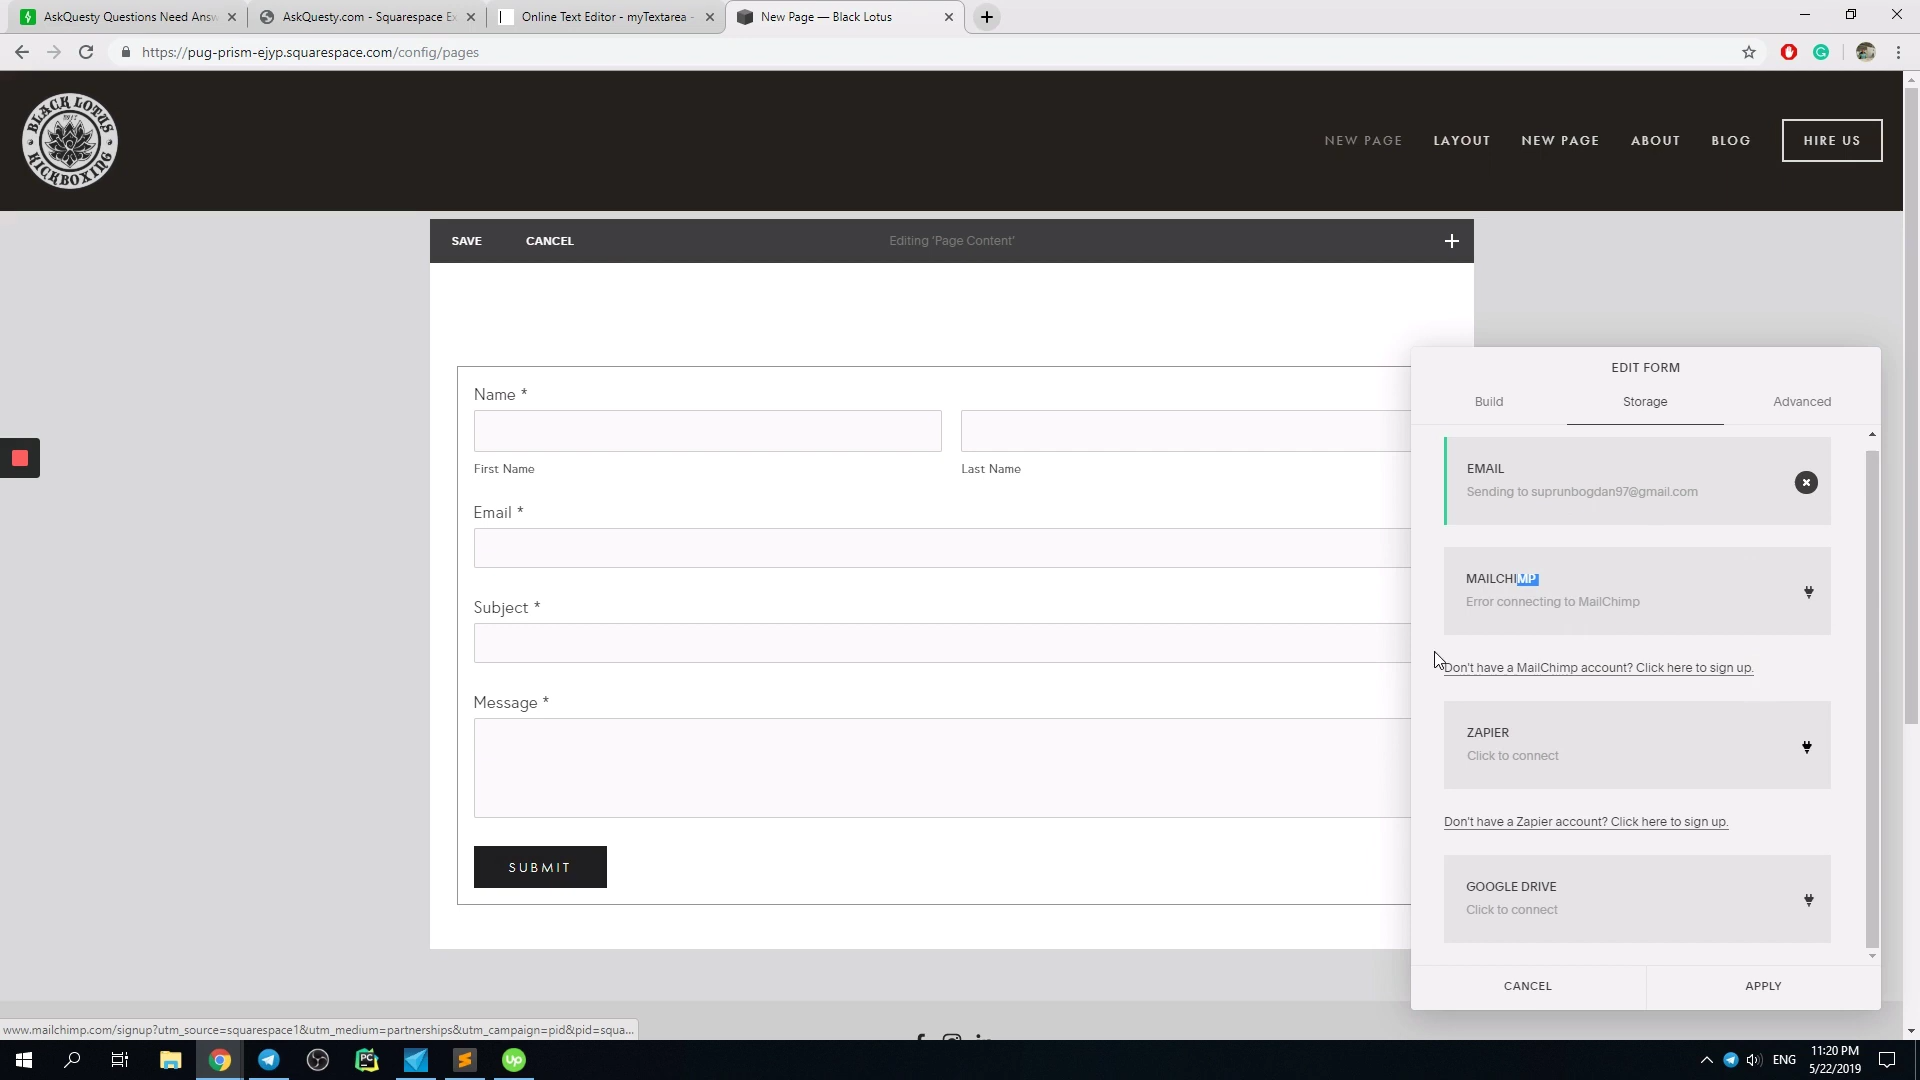 AskQuesty Questions Need Answ
AskQuesty.com - Squarespace Ex
Online Text Editor - myTextarea -
New Page — Black Lotus
https://pug-prism-ejyp.squarespace.com/config/pages
BLACK LOTUS
KICKBOXING
NEW PAGE
LAYOUT
NEW PAGE
ABOUT
BLOG
HIRE US
SAVE
CANCEL
Editing 'Page Content'
Name *
First Name
Last Name
Email *
Subject *
Message *
SUBMIT
EDIT FORM
Build
Storage
Advanced
EMAIL
Sending to suprunbogdan97@gmail.com
MAILCHIMP
Error connecting to MailChimp
Don't have a MailChimp account? Click here to sign up.
ZAPIER
Click to connect
Don't have a Zapier account? Click here to sign up.
GOOGLE DRIVE
Click to connect
CANCEL
APPLY
www.mailchimp.com/signup?utm_source=squarespace1&utm_medium=partnerships&utm_campaign=pid&pid=squa...
PC
Up
ENG
11:20 PM
5/22/2019